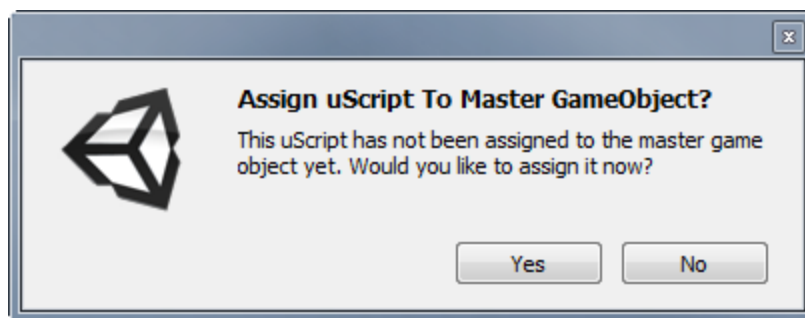 Assign uScript To Master GameObject?
This uScript has not been assigned to the master game
object yet. Would you like to assign it now?
Yes No